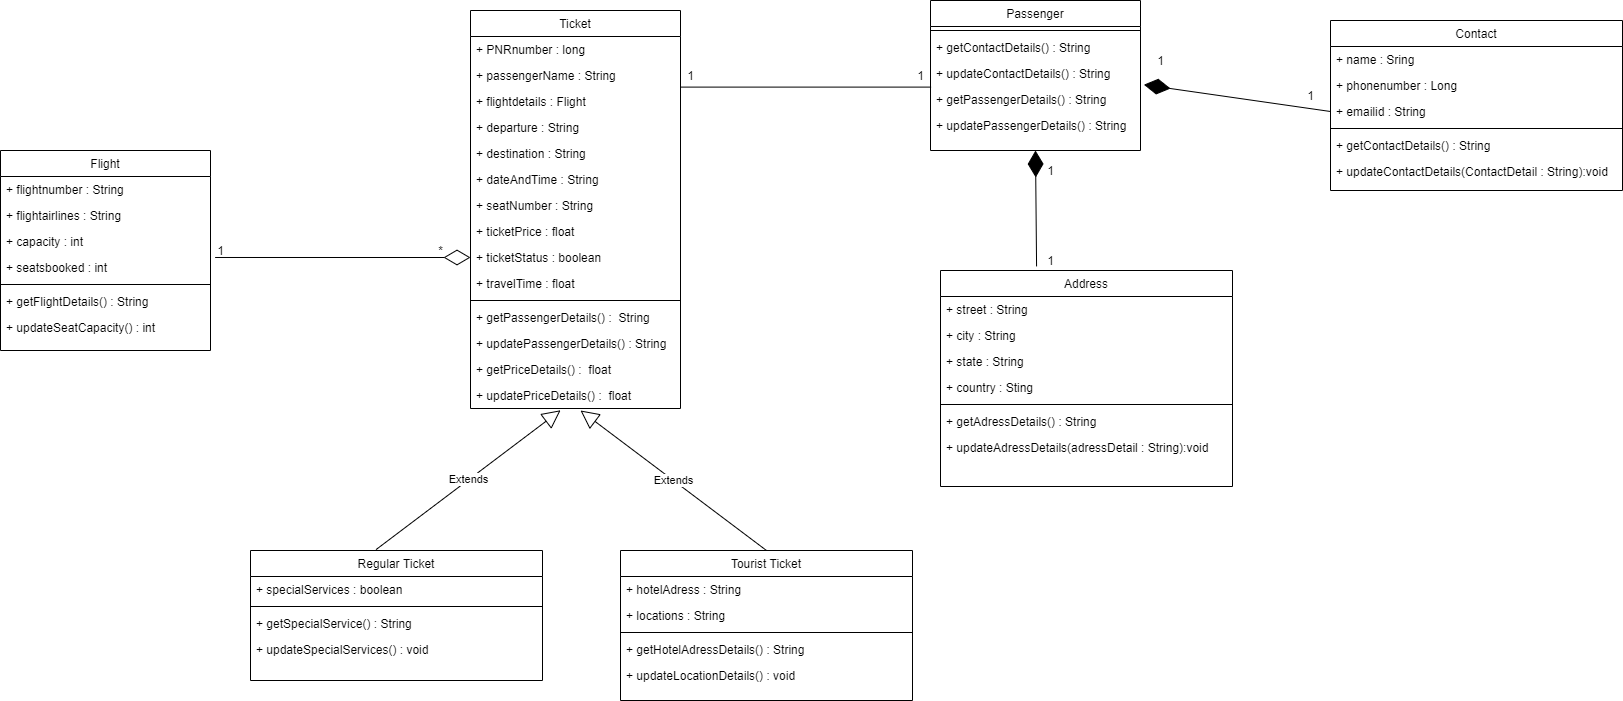 Ticket
+ PNRnumber : long
+ passengerName : String
+ flightdetails : Flight
+ departure : String
+ destination : String
+ dateAndTime : String
+ seatNumber : String
+ ticketPrice : float
+ ticketStatus : boolean
+ travelTime : float
+ getPassengerDetails() :  String
+ updatePassengerDetails() : String
+ getPriceDetails() :  float
+ updatePriceDetails() :  float
1
1
Passenger
+ getContactDetails() : String
+ updateContactDetails() : String
+ getPassengerDetails() : String
+ updatePassengerDetails() : String
1
1
Contact
+ name : Sring
+ phonenumber : Long
+ emailid : String
+ getContactDetails() : String
+ updateContactDetails(ContactDetail : String):void
1
1
Address
+ street : String
+ city : String
+ state : String
+ country : Sting
+ getAdressDetails() : String
+ updateAdressDetails(adressDetail : String):void
Flight
+ flightnumber : String
+ flightairlines : String
+ capacity : int
+ seatsbooked : int
+ getFlightDetails() : String
+ updateSeatCapacity() : int
1
*
Extends
Extends
Regular Ticket
+ specialServices : boolean
+ getSpecialService() : String
+ updateSpecialServices() : void
Tourist Ticket
+ hotelAdress : String
+ locations : String
+ getHotelAdressDetails() : String
+ updateLocationDetails() : void